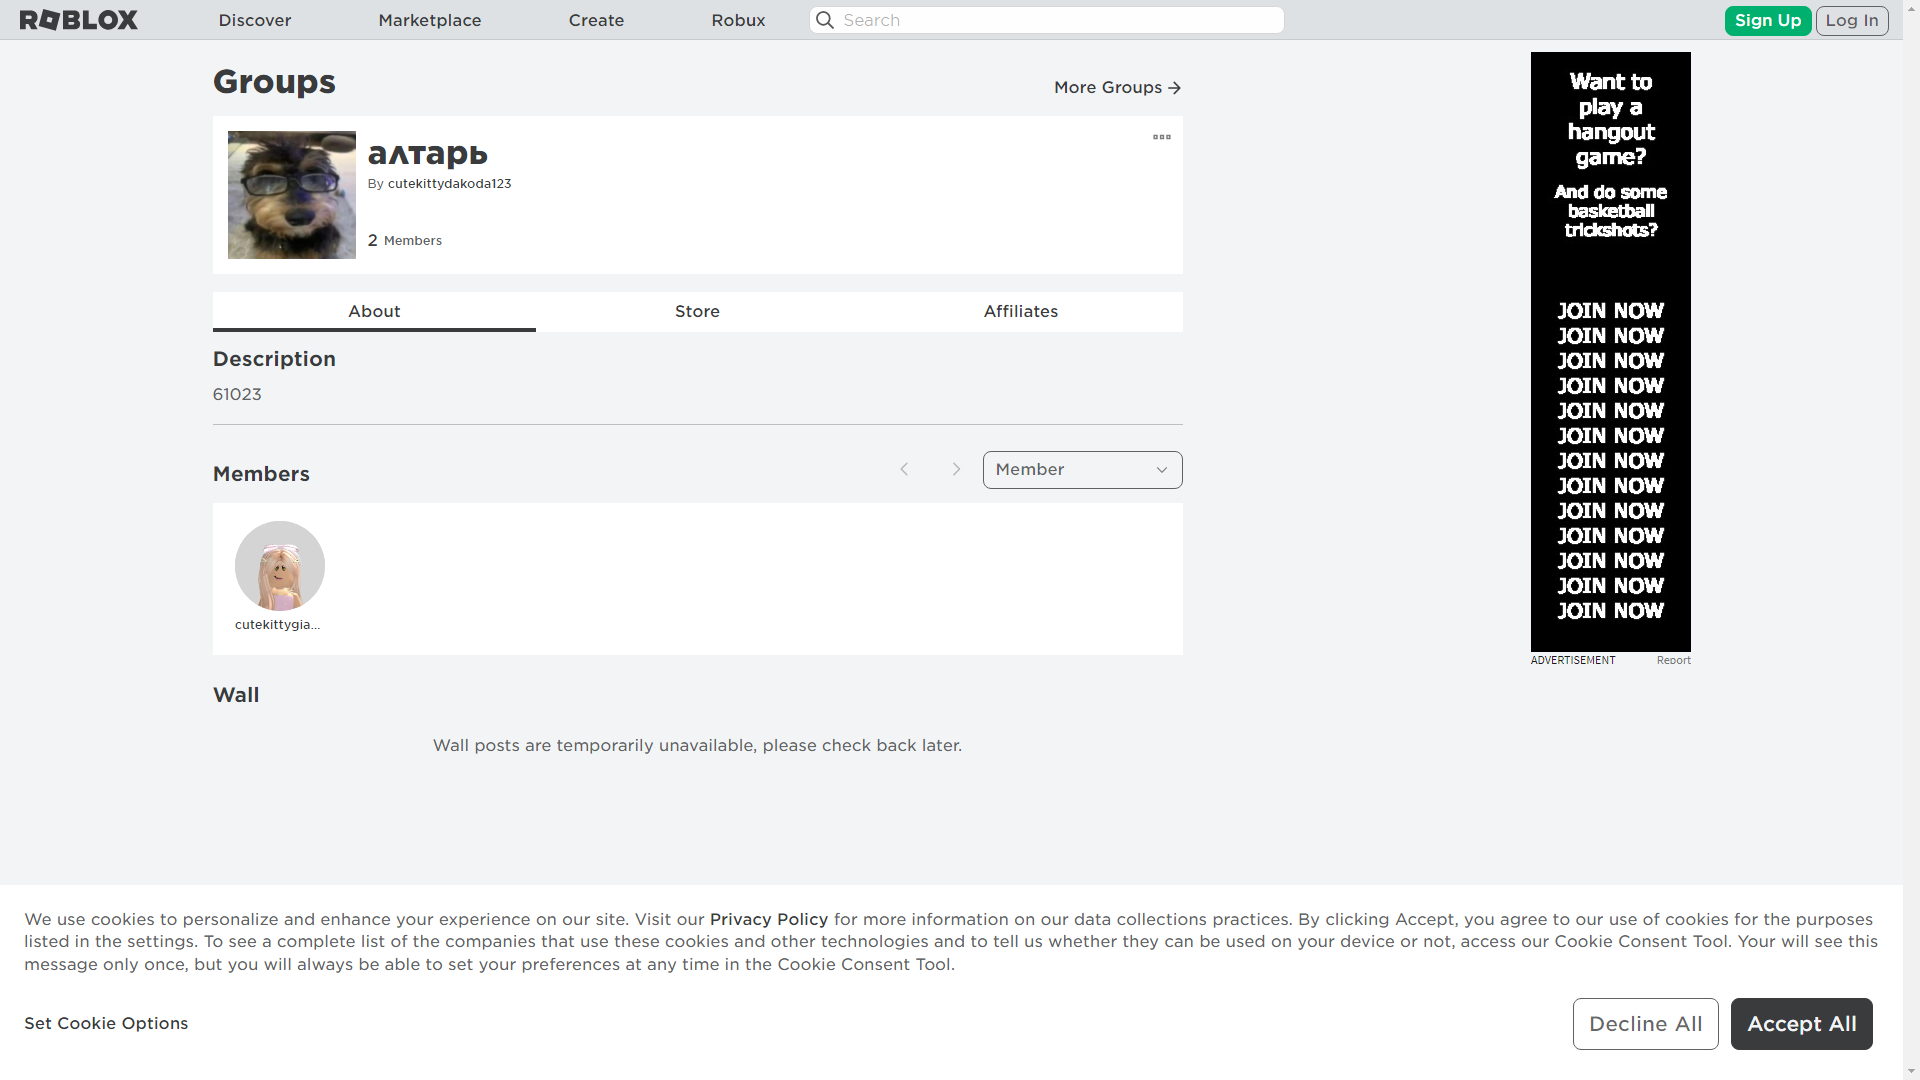 ROBLOX
Discover
Marketplace
Create
Robux
Search
Sign Up
Log In
Groups
More Groups
алтарь
By cutekittydakoda123
2 Members
About
Store
Affiliates
Description
61023
Members
Member
cutekittygia...
Wall
Wall posts are temporarily unavailable, please check back later.
Want to
play a
hangout
game?
And do some
basketball
trickshots?
JOIN NOW
JOIN NOW
JOIN NOW
JOIN NOW
JOIN NOW
JOIN NOW
JOIN NOW
JOIN NOW
JOIN NOW
JOIN NOW
JOIN NOW
JOIN NOW
JOIN NOW
ADVERTISEMENT
Report
We use cookies to personalize and enhance your experience on our site. Visit our Privacy Policy for more information on our data collections practices. By clicking Accept, you agree to our use of cookies for the purposes
listed in the settings. To see a complete list of the companies that use these cookies and other technologies and to tell us whether they can be used on your device or not, access our Cookie Consent Tool. Your will see this
message only once, but you will always be able to set your preferences at any time in the Cookie Consent Tool.
Set Cookie Options
Decline All
Accept All